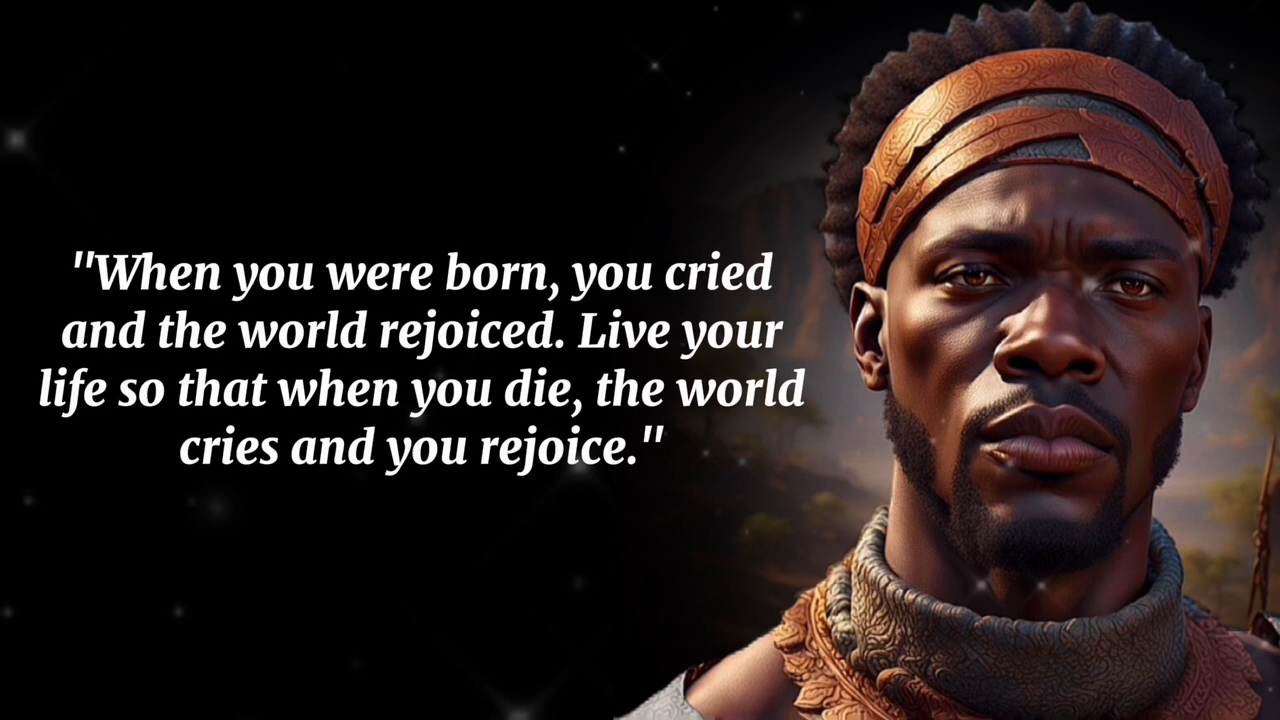 "When you were born, you cried
and the world rejoiced. Live your
life so that when you die, the world
cries and you rejoice."